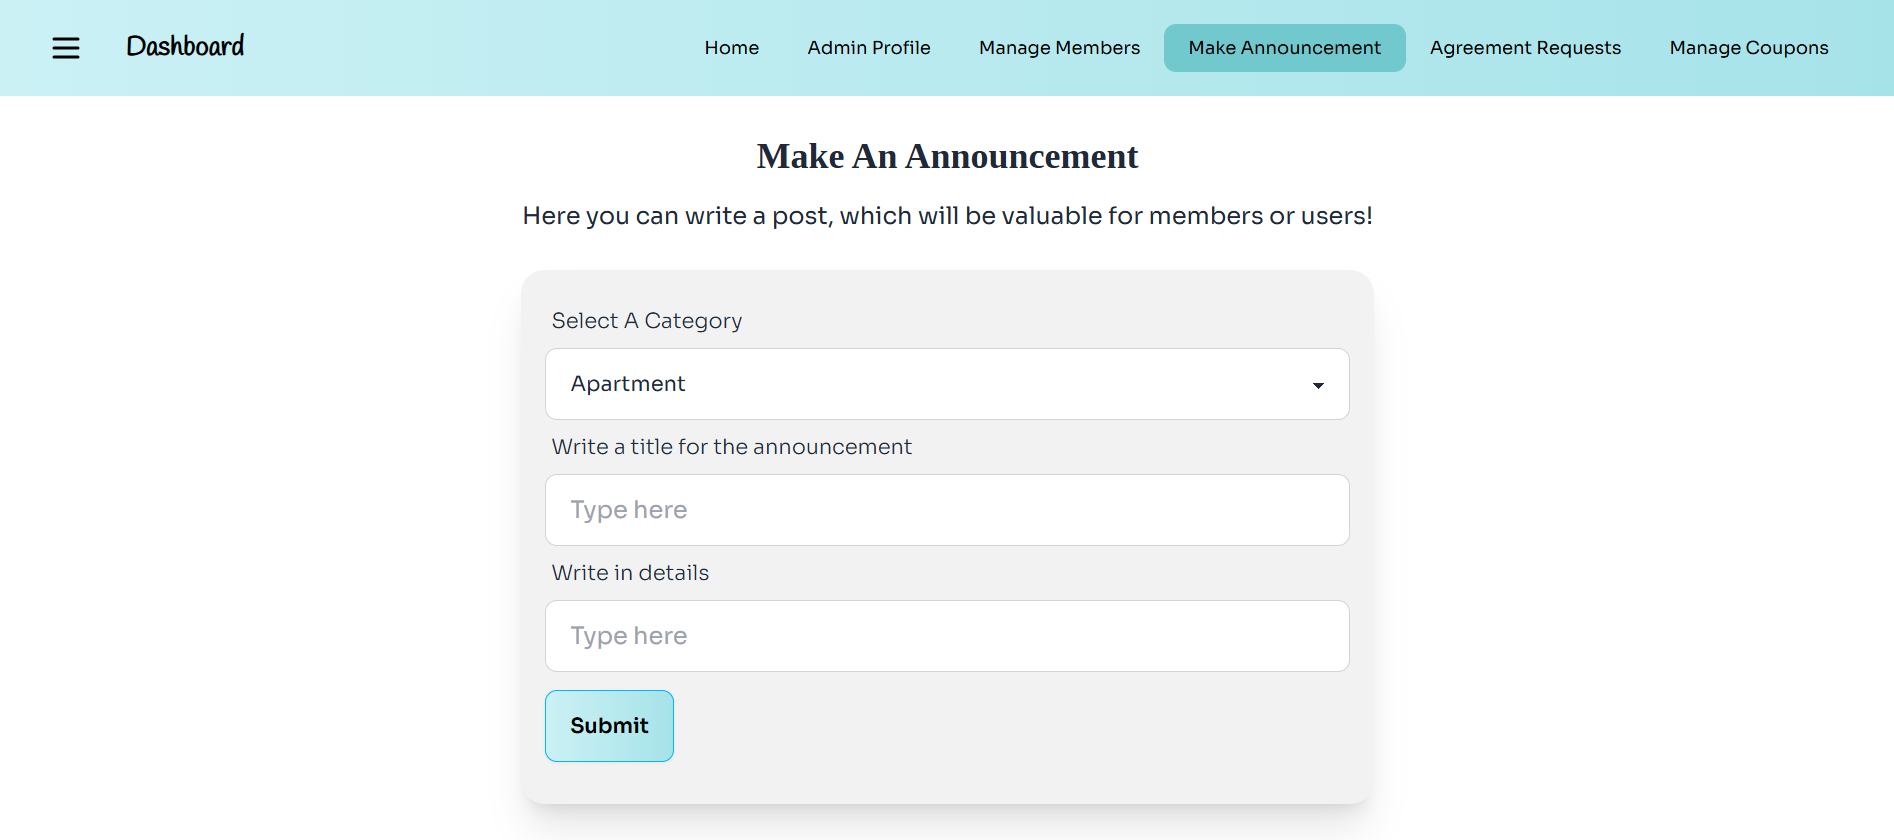 Dashboard
Home
Admin Profile
Manage Members
Make Announcement
Agreement Requests
Manage Coupons
Make An Announcement
Here you can write a post, which will be valuable for members or users!
Select A Category
Apartment
Write a title for the announcement
Type here
Write in details
Type here
Submit